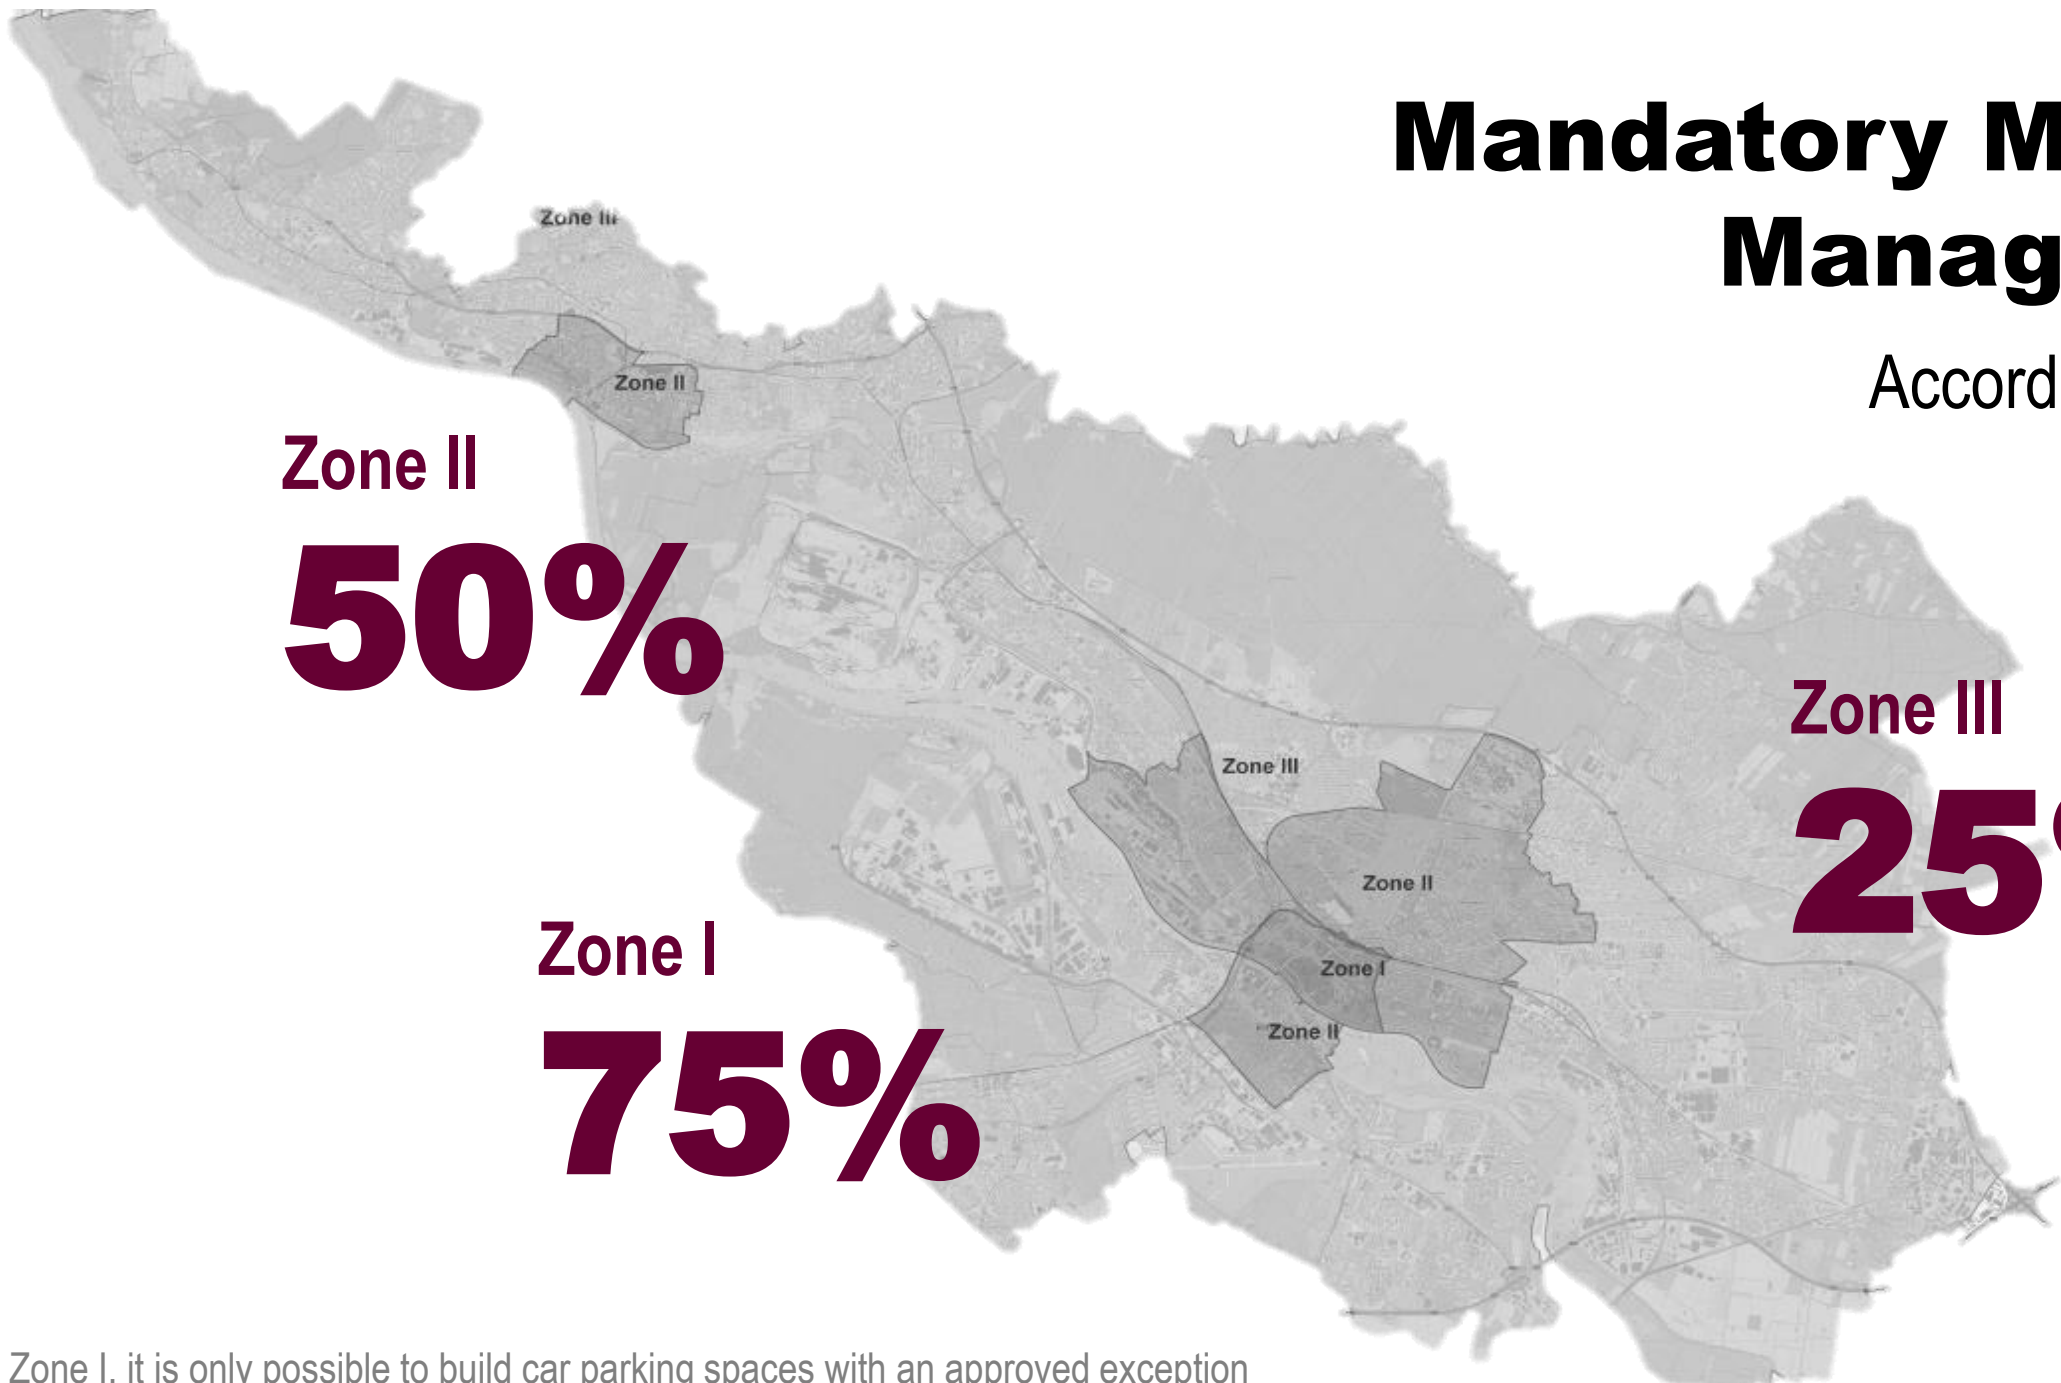 Mandatory M
Manag
Accord
Zone III
Zone II
Zone II
50%
Zone III
25%
Zone III
Zone II
Zone I
75%
Zone I
Zone II
Zone I, it is only possible to build car parking spaces with an approved exception